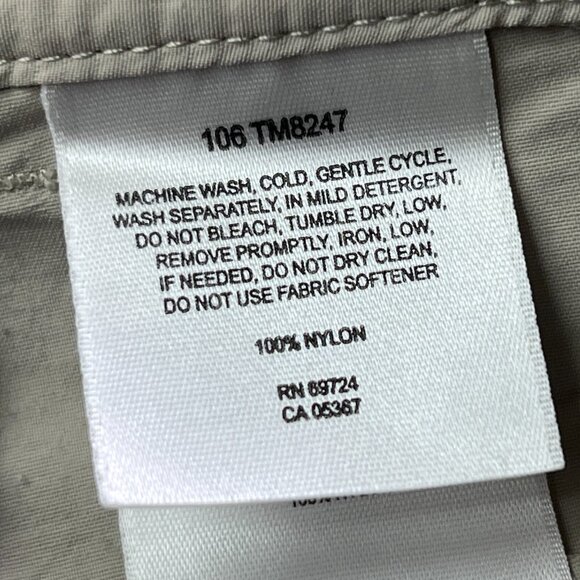 106 TM8247
MACHINE WASH, COLD, GENTLE CYCLE,
WASH SEPARATELY, IN MILD DETERGENT,
DO NOT BLEACH, TUMBLE DRY, LOW,
REMOVE PROMPTLY, IRON, LOW,
IF NEEDED, DO NOT DRY CLEAN,
DO NOT USE FABRIC SOFTENER
100% NYLON
RN 69724
CA 05367